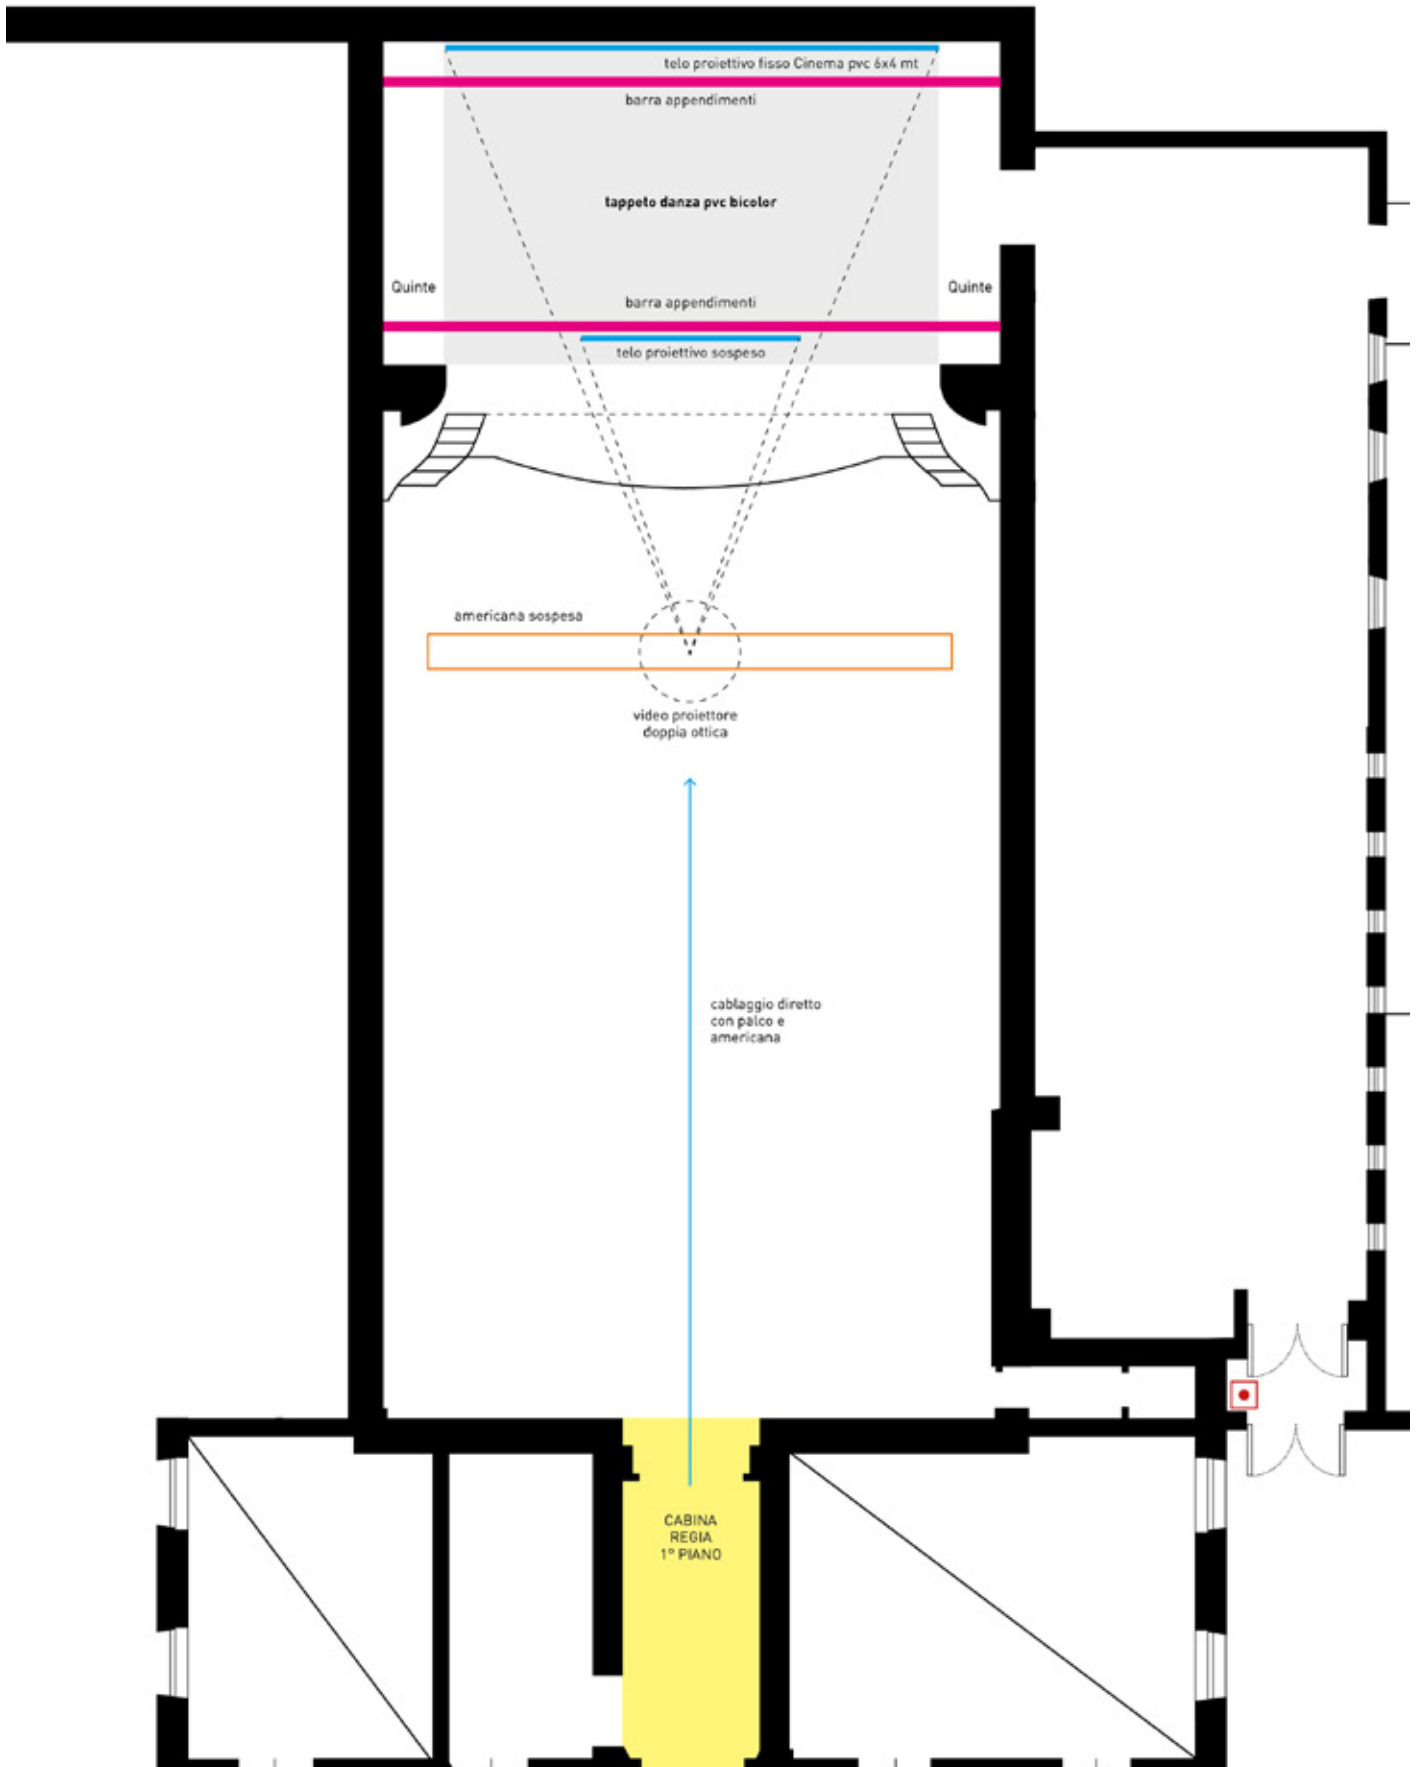 telo proiettivo fisso Cinema pvc 6x4 mt
barra appendimenti
tappeto danza pvc bicolor
Quinte
Quinte
barra appendimenti
telo proiettivo sospeso
americana sospesa
video proiettore
doppia ottica
cablaggio diretto
con palco e
americana
CABINA
REGIA
1° PIANO